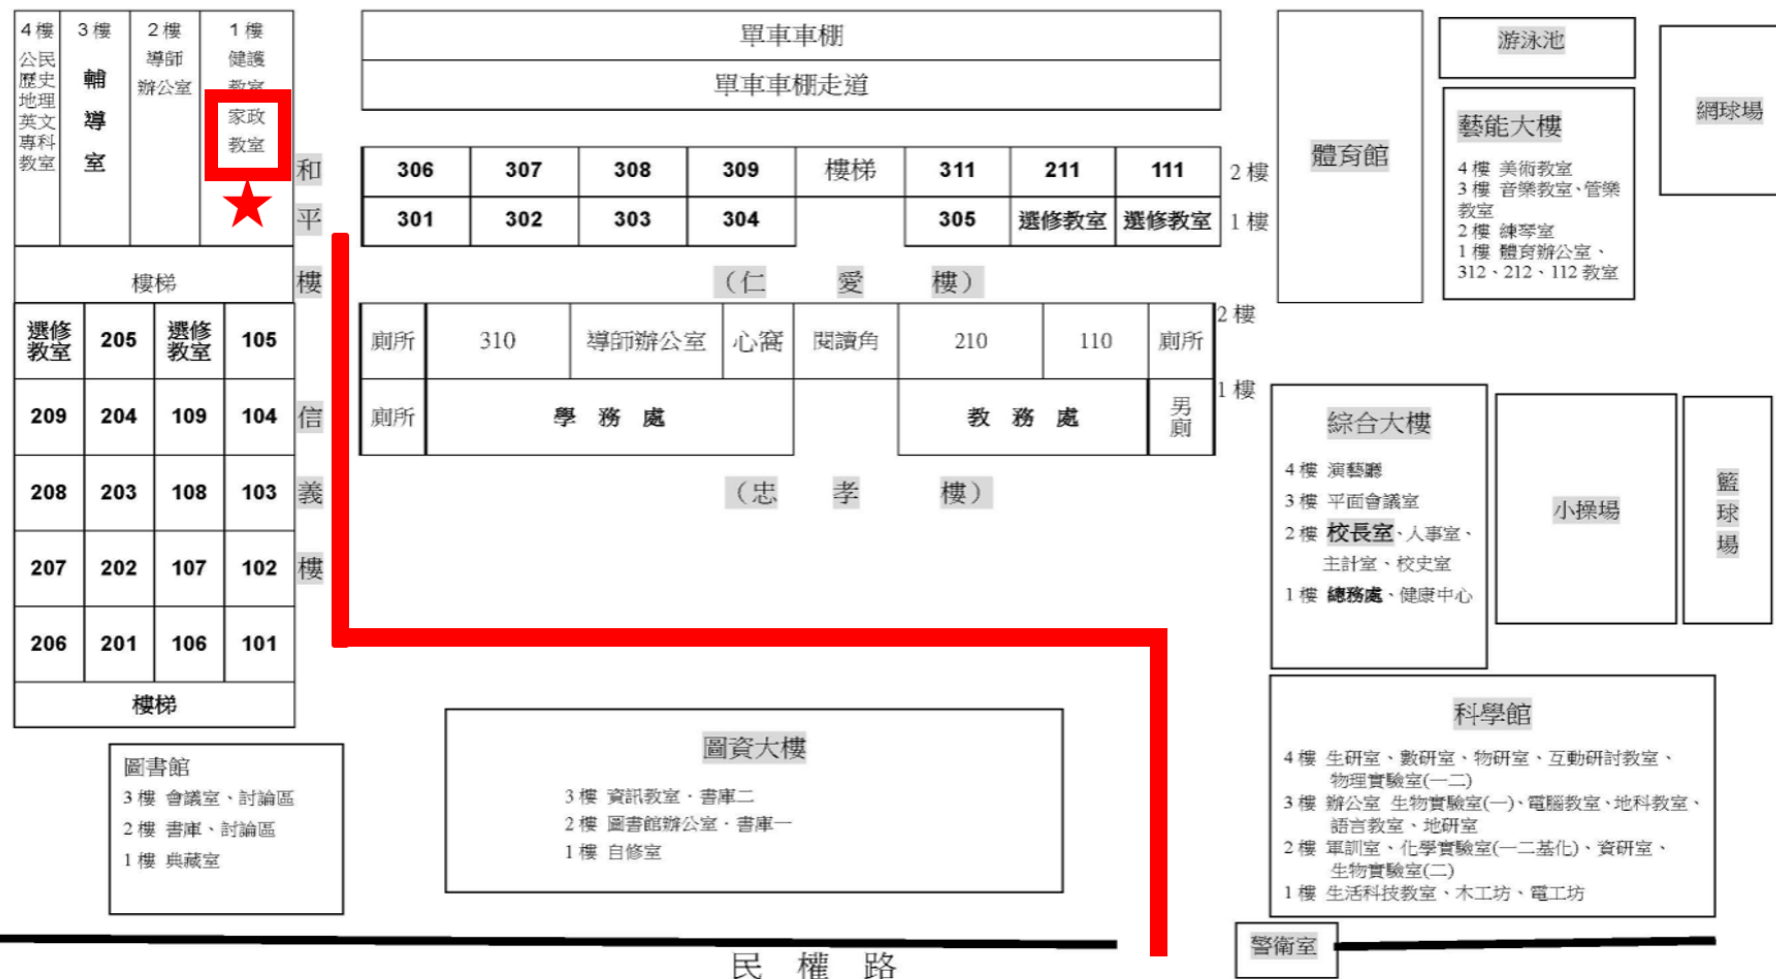 4樓
公民
歷史
地理
英文
專科
教室
3樓
輔
導
室
2樓
導師
辦公室
1樓
健護
教室
家政
教室
和
平
樓
樓梯
選修教室 205 選修教室 105
209 204 109 104
208 203 108 103
207 202 107 102
206 201 106 101
樓梯
信
義
樓
單車車棚
單車車棚走道
306 307 308 309 樓梯 311 211 111 2樓
301 302 303 304 305 選修教室 選修教室 1樓
(仁 愛 樓)
廁所 310 導師辦公室 心窩 閱讀角 210 110 廁所 2樓
廁所 學 務 處 教 務 處 男廁 1樓
(忠 孝 樓)
體育館
游泳池
藝能大樓
4樓 美術教室
3樓 音樂教室、管樂
教室
2樓 練琴室
1樓 體育辦公室、
312、212、112 教室
網球場
綜合大樓
4樓 演藝廳
3樓 平面會議室
2樓 校長室、人事室、
主計室、校史室
1樓 總務處、健康中心
小操場
籃
球
場
科學館
4樓 生研室、數研室、物研室、互動研討教室、
物理實驗室(一二)
3樓 辦公室 生物實驗室(一)、電腦教室、地科教室、
語言教室、地研室
2樓 軍訓室、化學實驗室(一二基化)、資研室、
生物實驗室(二)
1樓 生活科技教室、木工坊、電工坊
圖書館
3樓 會議室、討論區
2樓 書庫、討論區
1樓 典藏室
圖資大樓
3樓 資訊教室．書庫二
2樓 圖書館辦公室．書庫一
1樓 自修室
警衛室
民 權 路